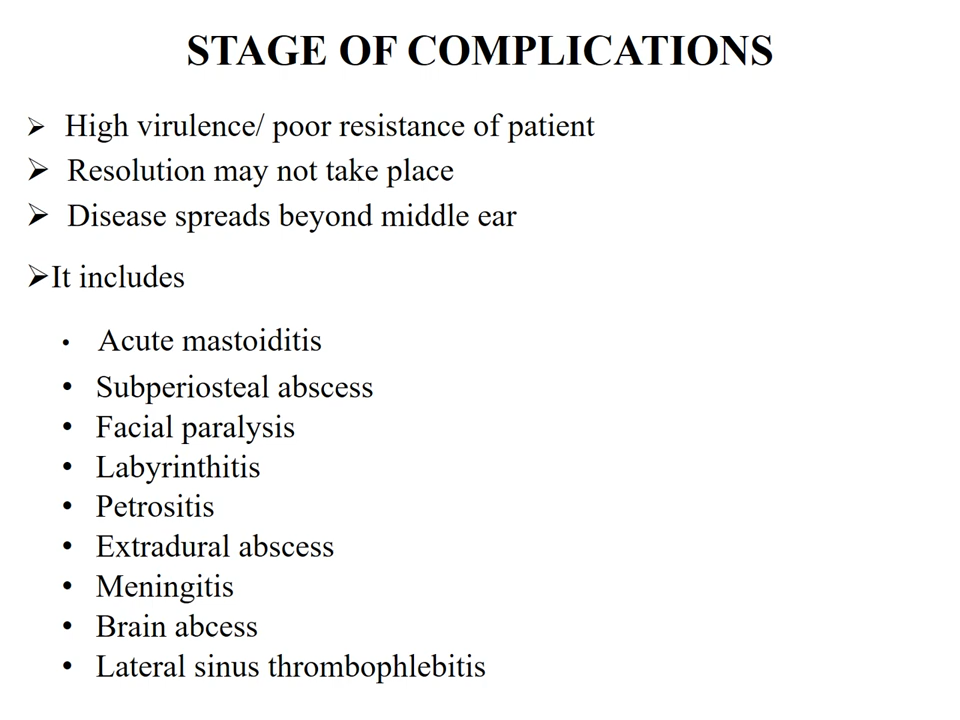 STAGE OF COMPLICATIONS
➢ High virulence/ poor resistance of patient
➢ Resolution may not take place
➢ Disease spreads beyond middle ear
➢It includes
• Acute mastoiditis
• Subperiosteal abscess
• Facial paralysis
• Labyrinthitis
• Petrositis
• Extradural abscess
• Meningitis
• Brain abcess
• Lateral sinus thrombophlebitis